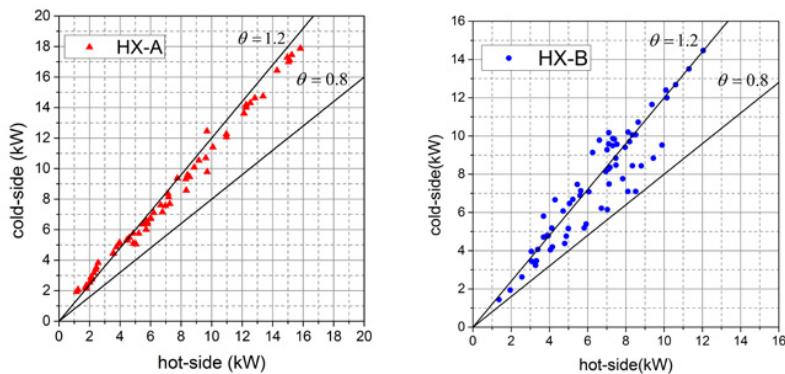 20
18
16
14
12
10
8
6
4
2
0
cold-side (kW)
HX-A
θ = 1.2
θ = 0.8
0 2 4 6 8 10 12 14 16 18 20
hot-side (kW)
16
14
12
10
8
6
4
2
0
cold-side(kW)
HX-B
θ = 1.2
θ = 0.8
0 2 4 6 8 10 12 14 16
hot-side(kW)